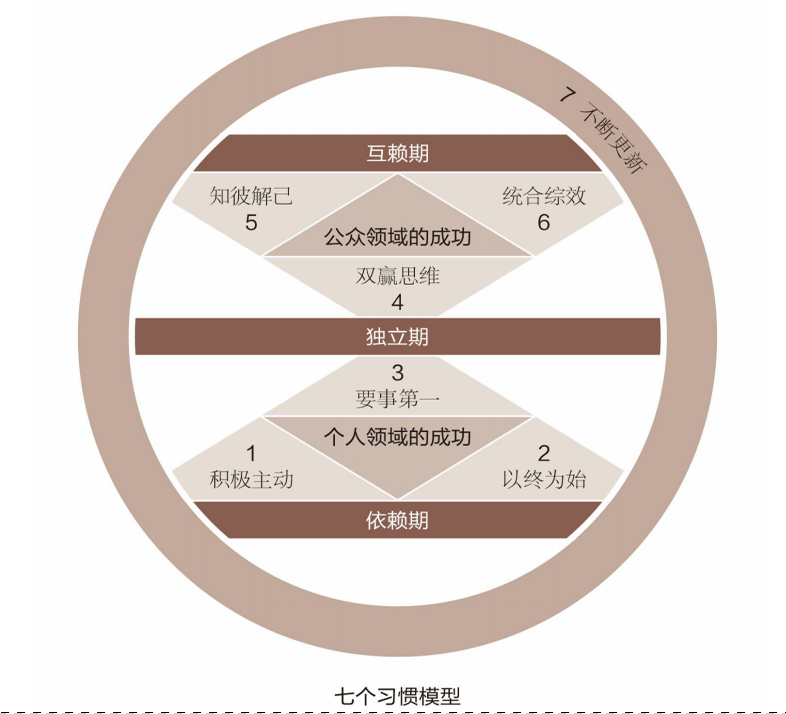 7 不断更新
互赖期
知彼解己
5
统合综效
6
公众领域的成功
双赢思维
4
独立期
3
要事第一
个人领域的成功
1
积极主动
2
以终为始
依赖期
七个习惯模型